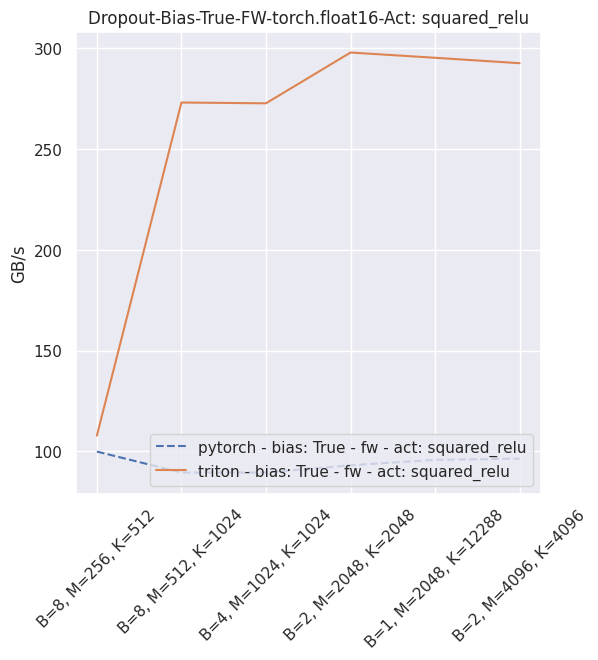 Dropout-Bias-True-FW-torch.float16-Act: squared_relu
300
250
200
150
100
GB/s
pytorch - bias: True - fw - act: squared_relu
triton - bias: True - fw - act: squared_relu
B=8, M=256, K=512
B=8, M=512, K=1024
B=4, M=1024, K=1024
B=2, M=2048, K=2048
B=1, M=2048, K=12288
B=2, M=4096, K=4096